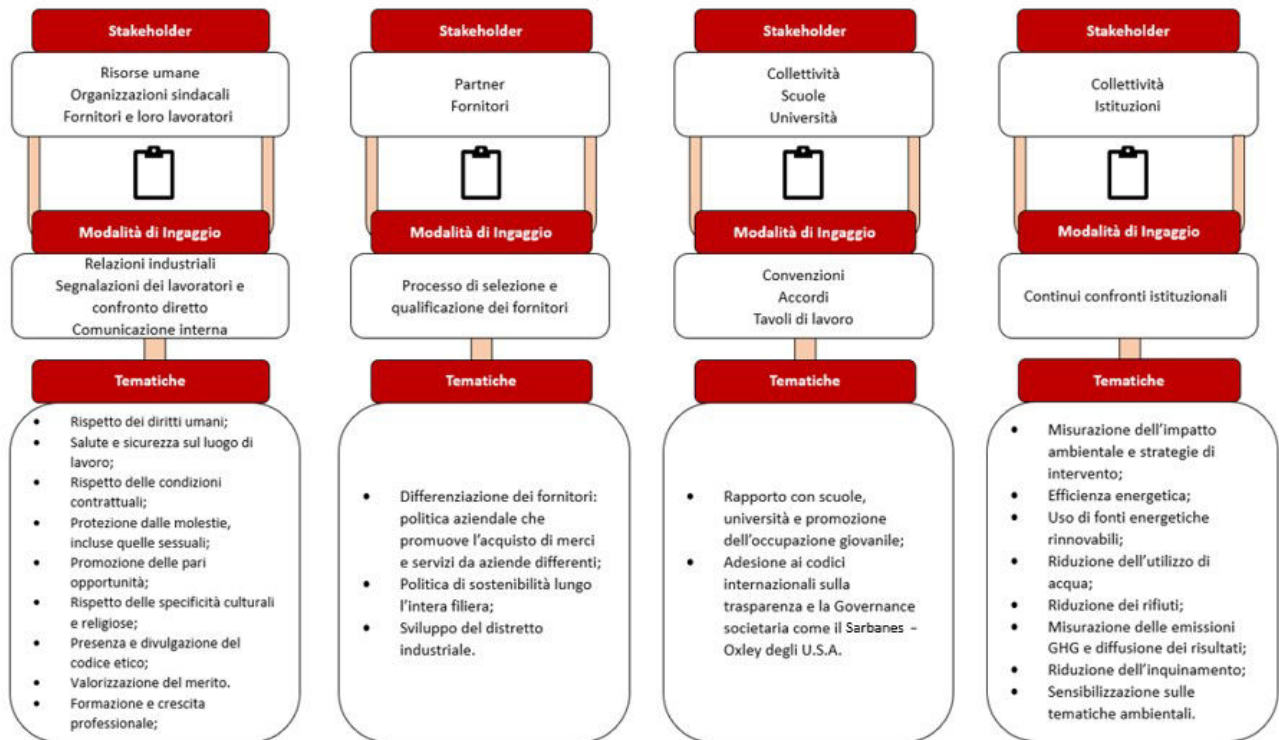 Stakeholder
Risorse umane
Organizzazioni sindacali
Fornitori e loro lavoratori
Modalità di Ingaggio
Relazioni industriali
Segnalazioni dei lavoratori e
confronto diretto
Comunicazione interna
Tematiche
• Rispetto dei diritti umani;
• Salute e sicurezza sul luogo di
lavoro;
• Rispetto delle condizioni
contrattuali;
• Protezione dalle molestie,
incluse quelle sessuali;
• Promozione delle pari
opportunità;
• Rispetto delle specificità culturali
e religiose;
• Presenza e divulgazione del
codice etico;
• Valorizzazione del merito.
• Formazione e crescita
professionale;
Stakeholder
Partner
Fornitori
Modalità di Ingaggio
Processo di selezione e
qualificazione dei fornitori
Tematiche
• Differenziazione dei fornitori:
politica aziendale che
promuove l'acquisto di merci
e servizi da aziende differenti;
• Politica di sostenibilità lungo
l'intera filiera;
• Sviluppo del distretto
industriale.
Stakeholder
Collettività
Scuole
Università
Modalità di Ingaggio
Convenzioni
Accordi
Tavoli di lavoro
Tematiche
• Rapporto con scuole,
università e promozione
dell'occupazione giovanile;
• Adesione ai codici
internazionali sulla
trasparenza e la Governance
societaria come il Sarbanes –
Oxley degli U.S.A.
Stakeholder
Collettività
Istituzioni
Modalità di Ingaggio
Continui confronti istituzionali
Tematiche
• Misurazione dell'impatto
ambientale e strategie di
intervento;
• Efficienza energetica;
• Uso di fonti energetiche
rinnovabili;
• Riduzione dell'utilizzo di
acqua;
• Riduzione dei rifiuti;
• Misurazione delle emissioni
GHG e diffusione dei risultati;
• Riduzione dell'inquinamento;
• Sensibilizzazione sulle
tematiche ambientali.